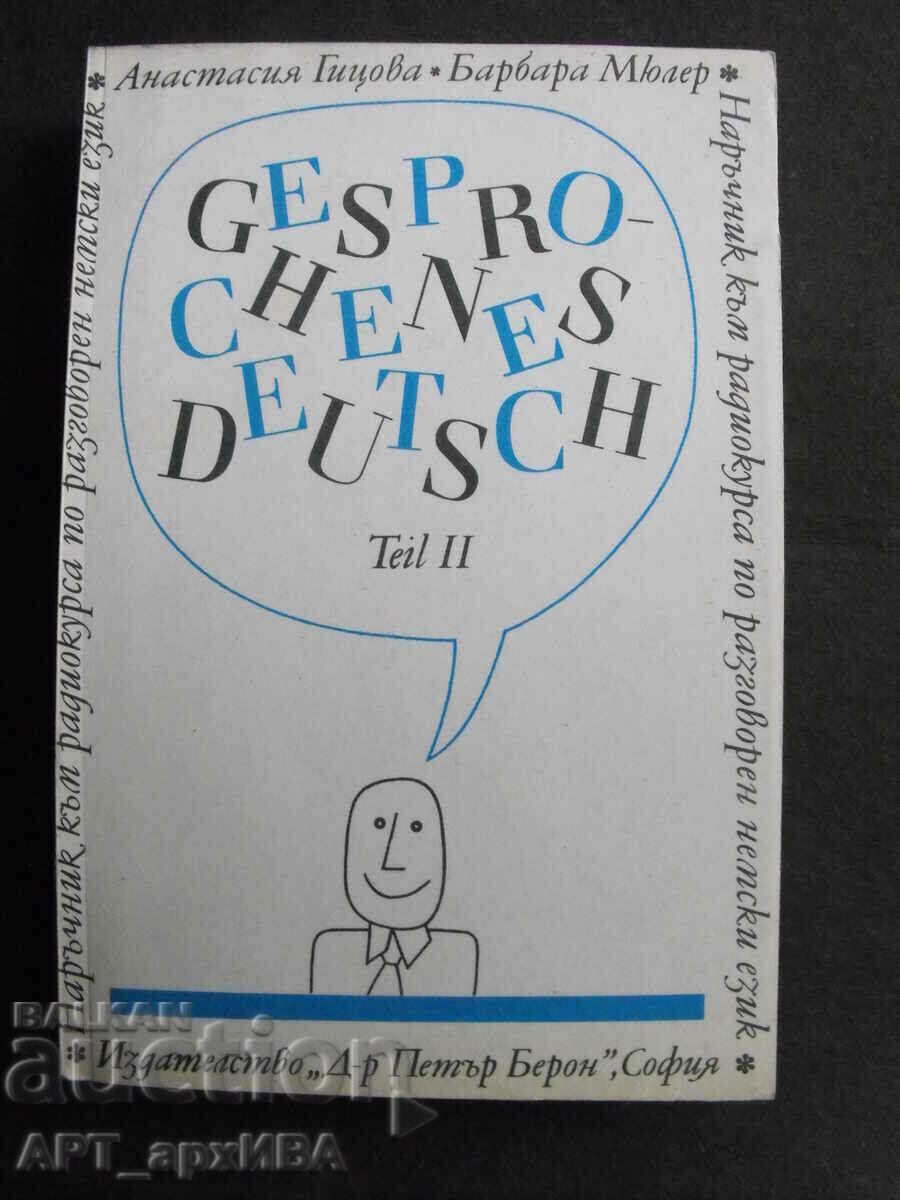 Анастасия Гицова * Барбара Мюлер *
Наръчник към радиокурса по разговорен немски език *
GESPRO-
CHENES
DEUTSCH
Teil II
Наръчник към радиокурса по разговорен немски език *
* Издателство „Д-р Петър Берон”, София *
BALKAN
auction
АРТ_архИВА